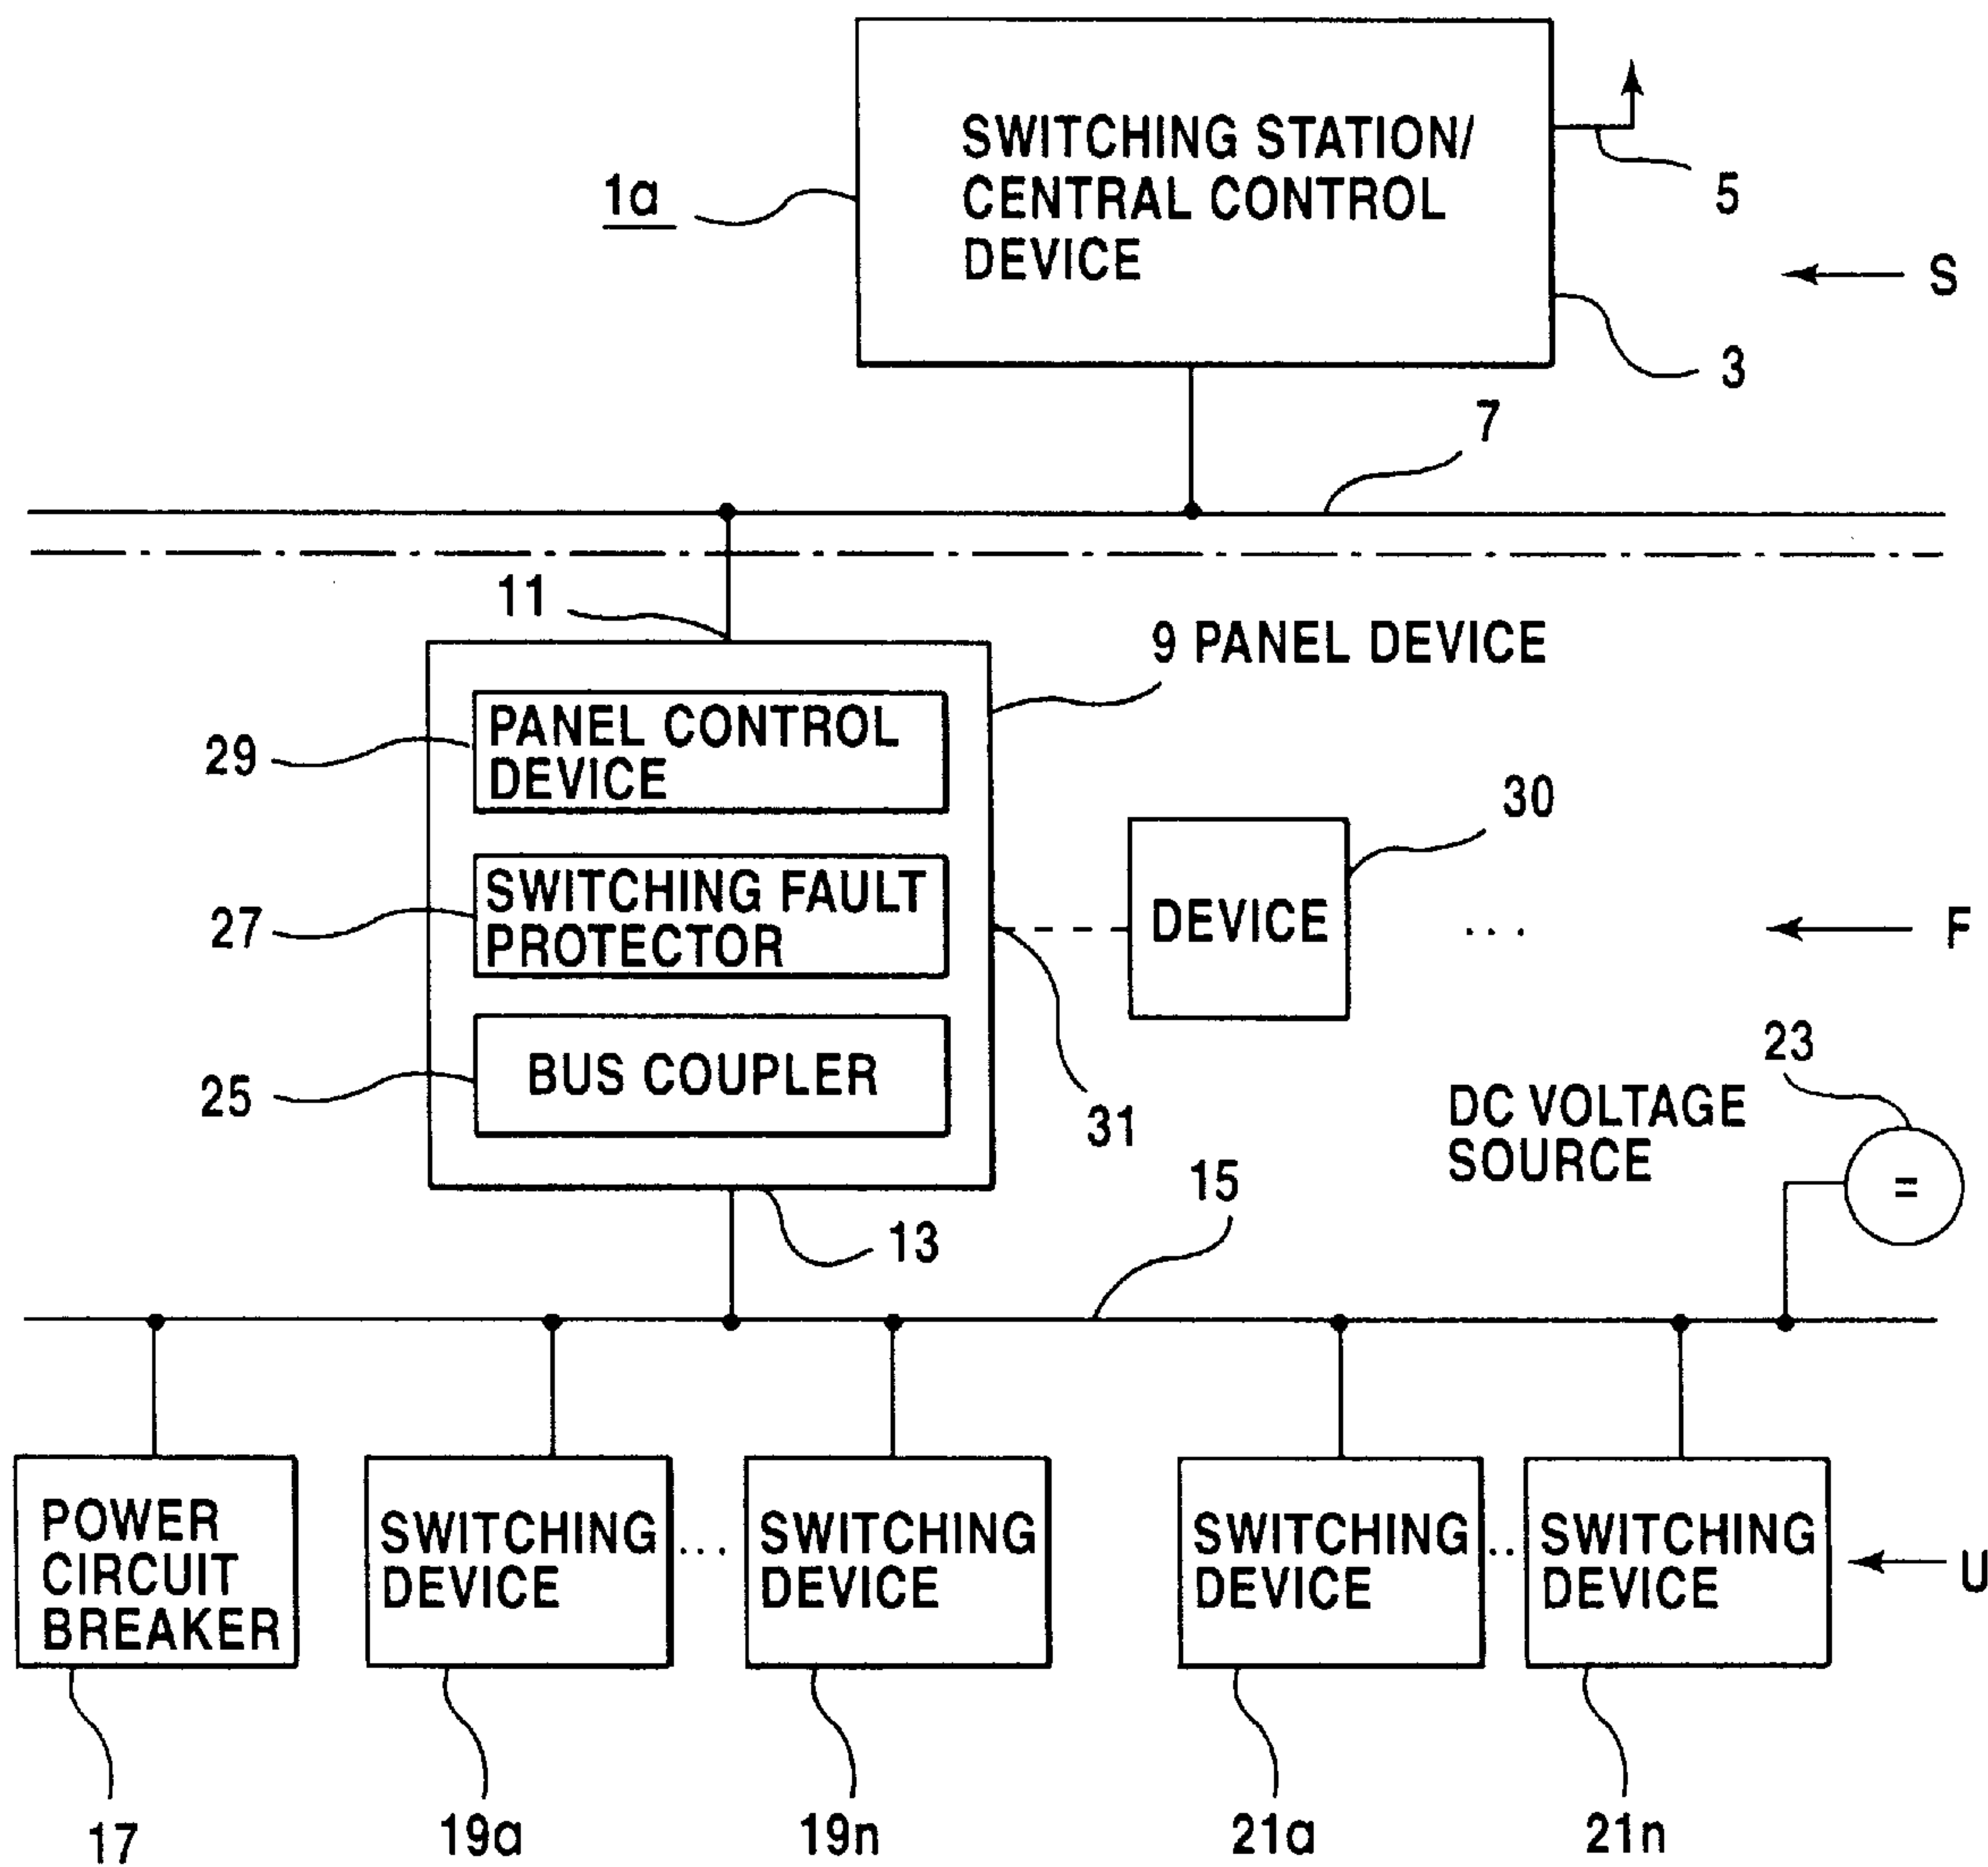 SWITCHING STATION/
CENTRAL CONTROL
DEVICE
1a
5
S
3
7
11
9 PANEL DEVICE
PANEL CONTROL
DEVICE
29
30
SWITCHING FAULT
PROTECTOR
27
DEVICE
...
F
BUS COUPLER
25
31
23
DC VOLTAGE
SOURCE
=
15
13
POWER
CIRCUIT
BREAKER
SWITCHING
DEVICE
...
SWITCHING
DEVICE
SWITCHING
DEVICE
..
SWITCHING
DEVICE
U
17
19a
19n
21a
21n